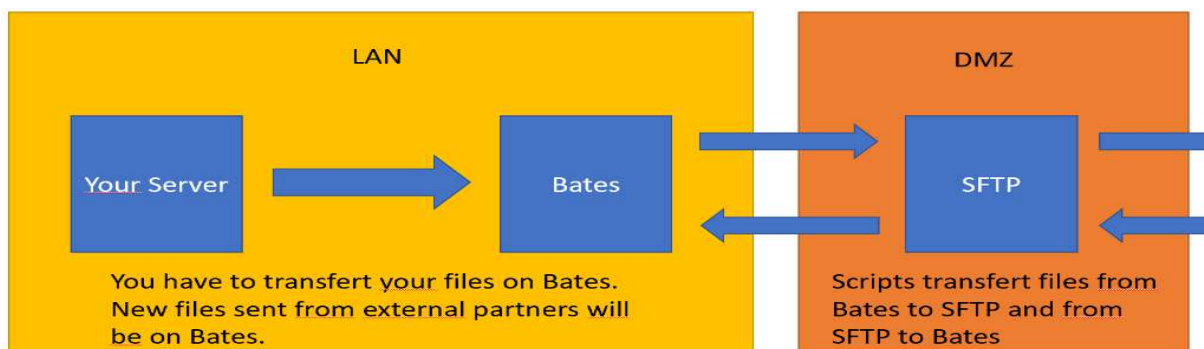 LAN
DMZ
Your Server
Bates
SFTP
You have to transfert your files on Bates.
New files sent from external partners will
be on Bates.
Scripts transfert files from
Bates to SFTP and from
SFTP to Bates